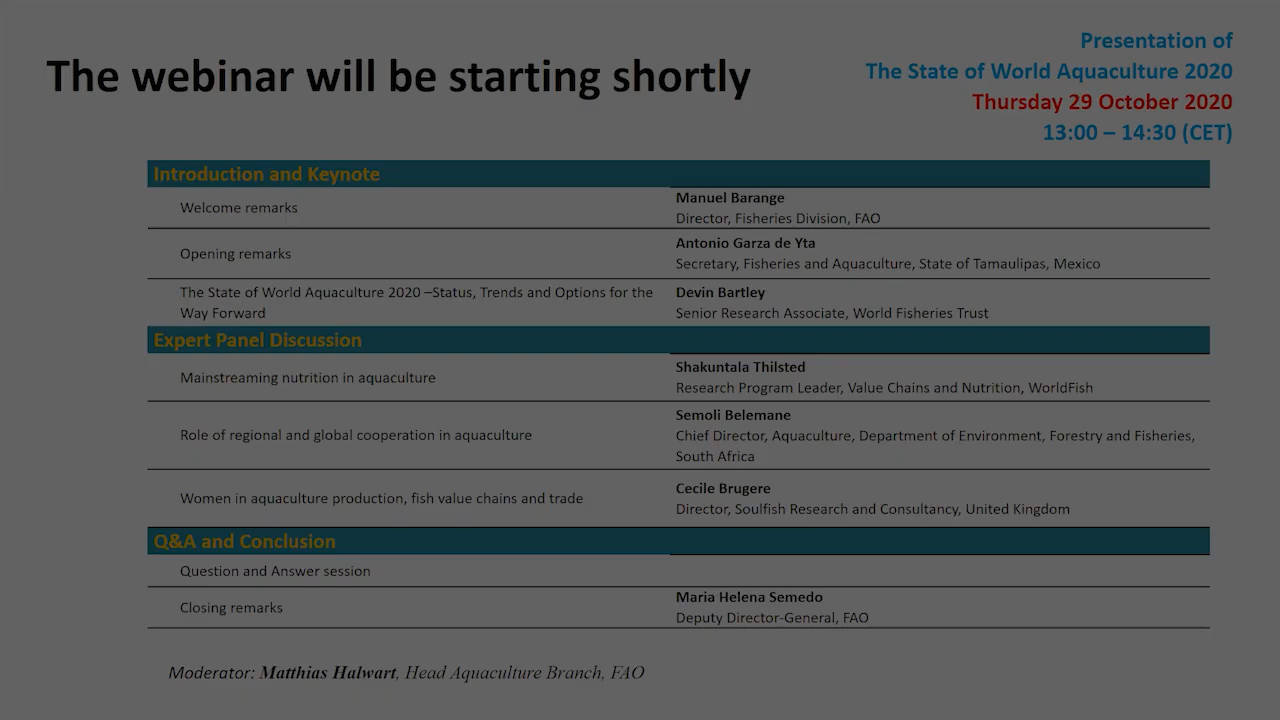 The webinar will be starting shortly
Presentation of
The State of World Aquaculture 2020
Thursday 29 October 2020
13:00 – 14:30 (CET)
Introduction and Keynote
Welcome remarks
Manuel Barange
Director, Fisheries Division, FAO
Opening remarks
Antonio Garza de Yta
Secretary, Fisheries and Aquaculture, State of Tamaulipas, Mexico
The State of World Aquaculture 2020 –Status, Trends and Options for the
Way Forward
Devin Bartley
Senior Research Associate, World Fisheries Trust
Expert Panel Discussion
Mainstreaming nutrition in aquaculture
Shakuntala Thilsted
Research Program Leader, Value Chains and Nutrition, WorldFish
Role of regional and global cooperation in aquaculture
Semoli Belemane
Chief Director, Aquaculture, Department of Environment, Forestry and Fisheries,
South Africa
Women in aquaculture production, fish value chains and trade
Cecile Brugere
Director, Soulfish Research and Consultancy, United Kingdom
Q&A and Conclusion
Question and Answer session
Closing remarks
Maria Helena Semedo
Deputy Director-General, FAO
Moderator: Matthias Halwart, Head Aquaculture Branch, FAO